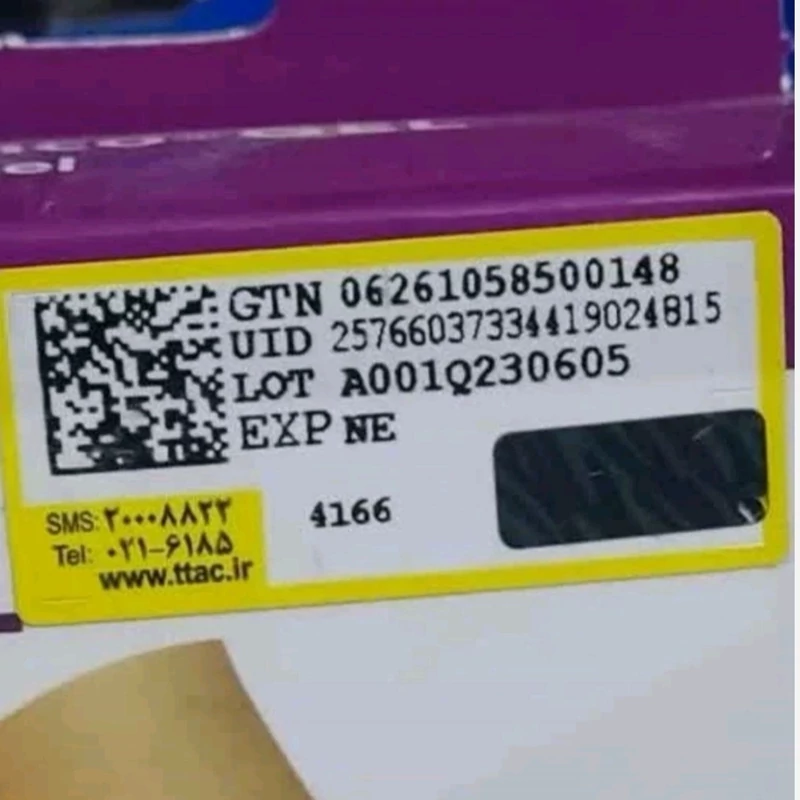 GTN 06261058500148
UID 25766037334419024815
LOT A001Q230605
EXP NE
4166
SMS: ۲۰۰۰۸۸۲۲
Tel: ۰۲۱-۶۱۸۵
www.ttac.ir